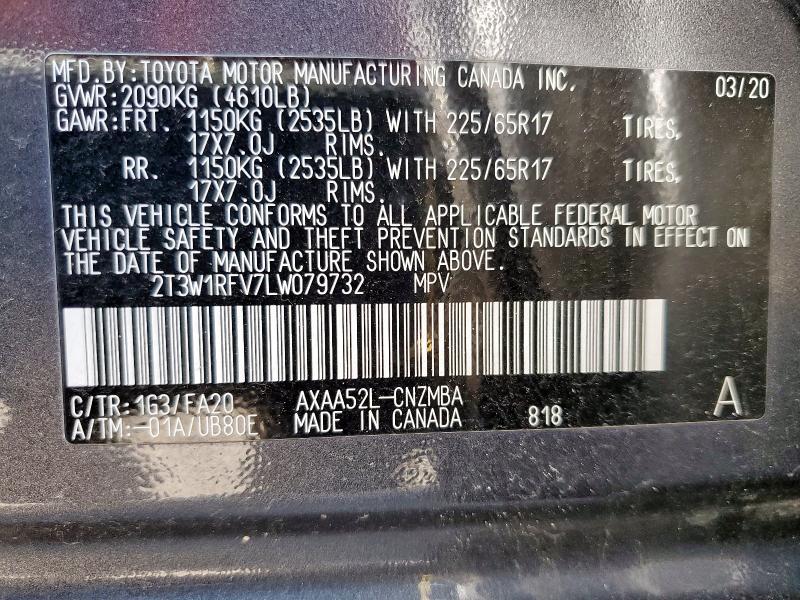 MFD.BY:TOYOTA MOTOR MANUFACTURING CANADA INC. 03/20
GVWR:2090KG (4610LB)
GAWR:FRT. 1150KG (2535LB) WITH 225/65R17 TIRES,
17X7.0J RIMS.
RR. 1150KG (2535LB) WITH 225/65R17 TIRES,
17X7.0J RIMS.
THIS VEHICLE CONFORMS TO ALL APPLICABLE FEDERAL MOTOR
VEHICLE SAFETY AND THEFT PREVENTION STANDARDS IN EFFECT ON
THE DATE OF MANUFACTURE SHOWN ABOVE.
2T3W1RFV7LW079732 MPV
C/TR:1G3/FA20 AXAA52L-CNZMBA
A/TM:-01A/UB80E MADE IN CANADA 818 A